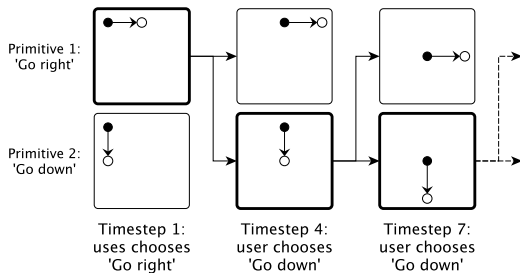 Primitive 1:
'Go right'
Primitive 2:
'Go down'
Timestep 1:
uses chooses
'Go right'
Timestep 4:
user chooses
'Go down'
Timestep 7:
user chooses
'Go down'